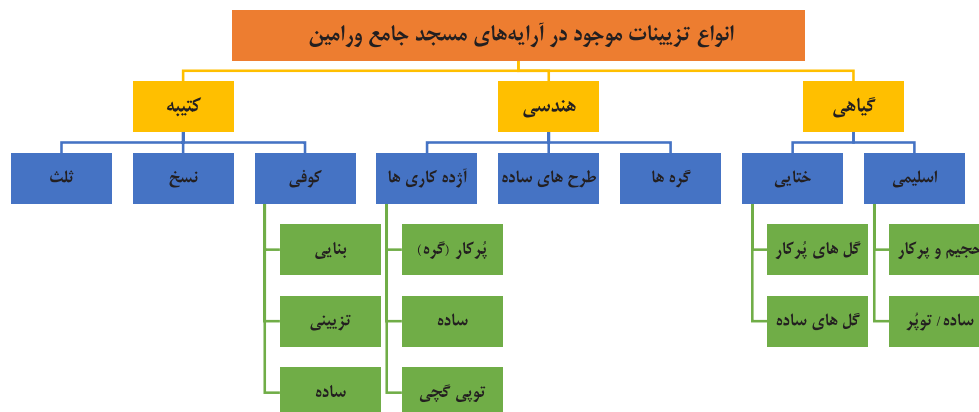 انواع تزیینات موجود در آرایه‌های مسجد جامع ورامین
گیاهی
هندسی
کتیبه
اسلیمی
ختایی
گره ها
طرح های ساده
آژده کاری ها
کوفی
نسخ
ثلث
حجیم و پرکار
گل های پُرکار
پُرکار (گره)
بنایی
ساده/ توپُر
گل های ساده
ساده
تزیینی
توپی گچی
ساده